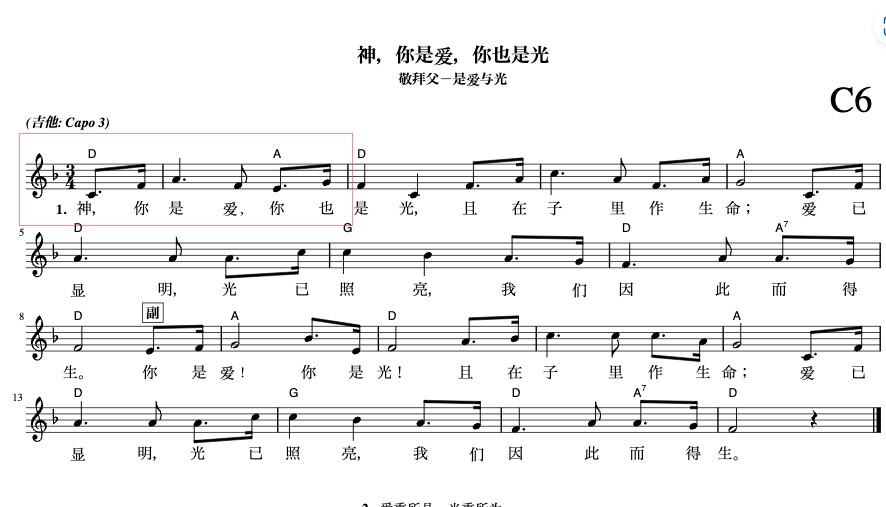 神，你是爱，你也是光
敬拜父－是爱与光
C6
(吉他: Capo 3)
D A D A
3
4
1. 神， 你 是 爱， 你 也 是 光， 且 在 子 里 作 生 命； 爱 已
5
D G D A7
显 明， 光 已 照 亮， 我 们 因 此 而 得
8
D 副 A D A
生。 你 是 爱！ 你 是 光！ 且 在 子 里 作 生 命； 爱 已
13
D G D A7 D
显 明， 光 已 照 亮， 我 们 因 此 而 得 生。